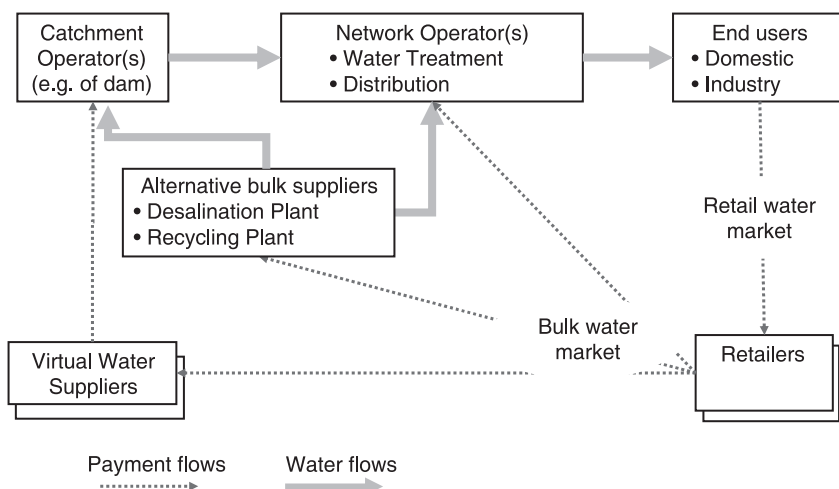 Catchment
Operator(s)
(e.g. of dam)
Network Operator(s)
• Water Treatment
• Distribution
End users
• Domestic
• Industry
Alternative bulk suppliers
• Desalination Plant
• Recycling Plant
Retail water
market
Bulk water
market
Virtual Water
Suppliers
Retailers
Payment flows
Water flows